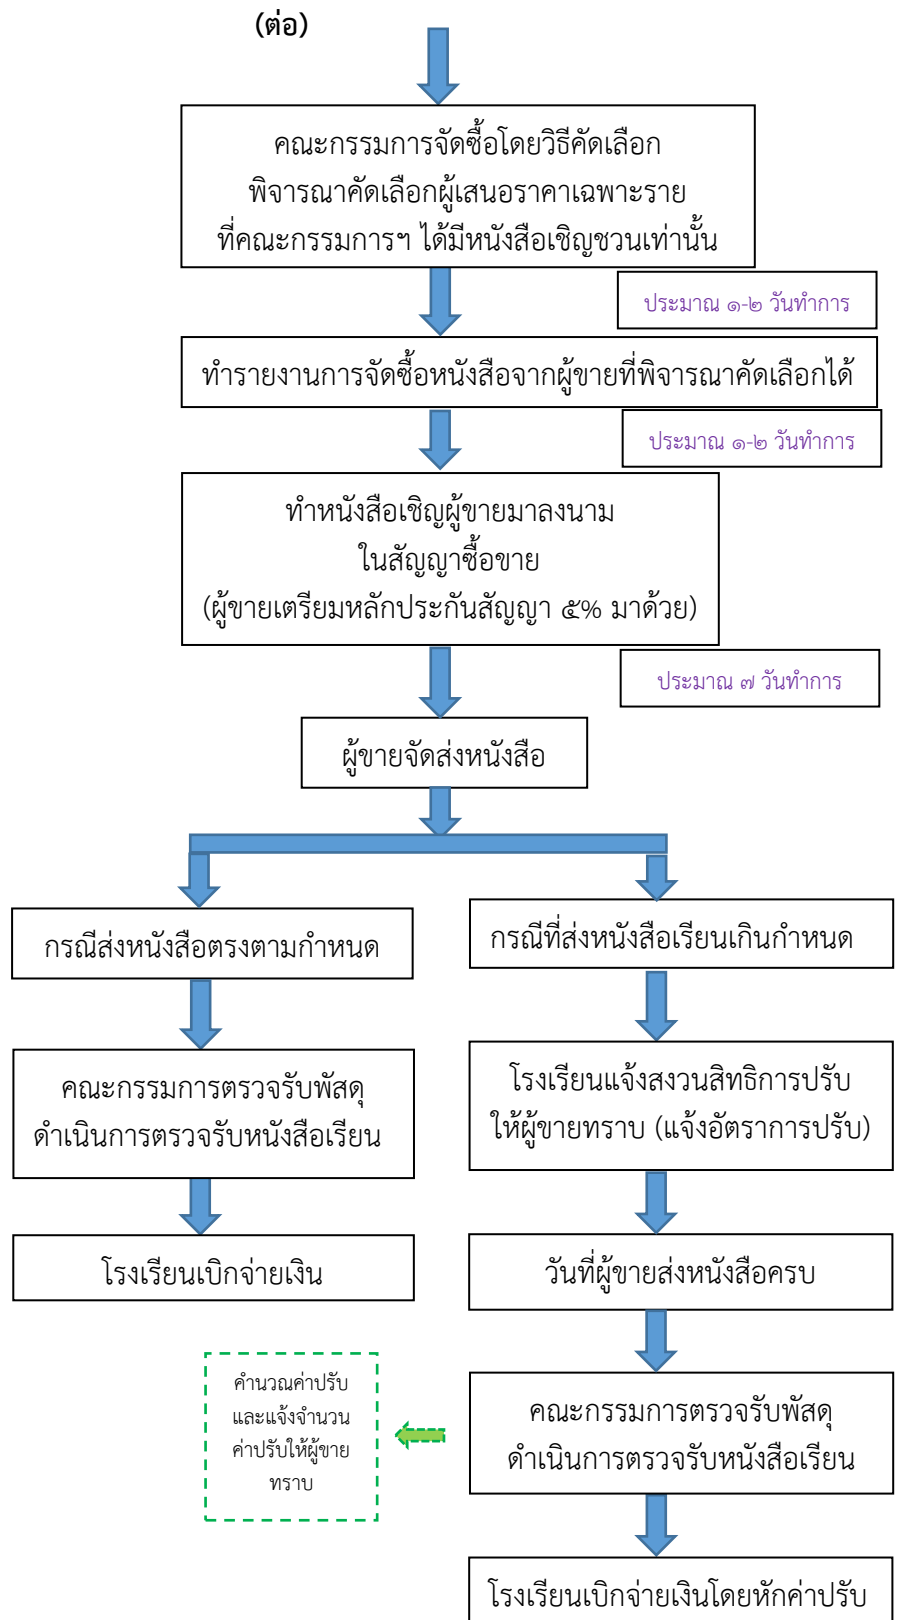 (ต่อ)
คณะกรรมการจัดซื้อโดยวิธีคัดเลือก
พิจารณาคัดเลือกผู้เสนอราคาเฉพาะราย
ที่คณะกรรมการฯ ได้มีหนังสือเชิญชวนเท่านั้น
ประมาณ ๑-๒ วันทำการ
ทำรายงานการจัดซื้อหนังสือจากผู้ขายที่พิจารณาคัดเลือกได้
ประมาณ ๑-๒ วันทำการ
ทำหนังสือเชิญผู้ขายมาลงนาม
ในสัญญาซื้อขาย
(ผู้ขายเตรียมหลักประกันสัญญา ๕% มาด้วย)
ประมาณ ๗ วันทำการ
ผู้ขายจัดส่งหนังสือ
กรณีส่งหนังสือตรงตามกำหนด
คณะกรรมการตรวจรับพัสดุ
ดำเนินการตรวจรับหนังสือเรียน
โรงเรียนเบิกจ่ายเงิน
กรณีที่ส่งหนังสือเรียนเกินกำหนด
โรงเรียนแจ้งสงวนสิทธิการปรับ
ให้ผู้ขายทราบ (แจ้งอัตราการปรับ)
วันที่ผู้ขายส่งหนังสือครบ
คณะกรรมการตรวจรับพัสดุ
ดำเนินการตรวจรับหนังสือเรียน
คำนวณค่าปรับ
และแจ้งจำนวน
ค่าปรับให้ผู้ขาย
ทราบ
โรงเรียนเบิกจ่ายเงินโดยหักค่าปรับ